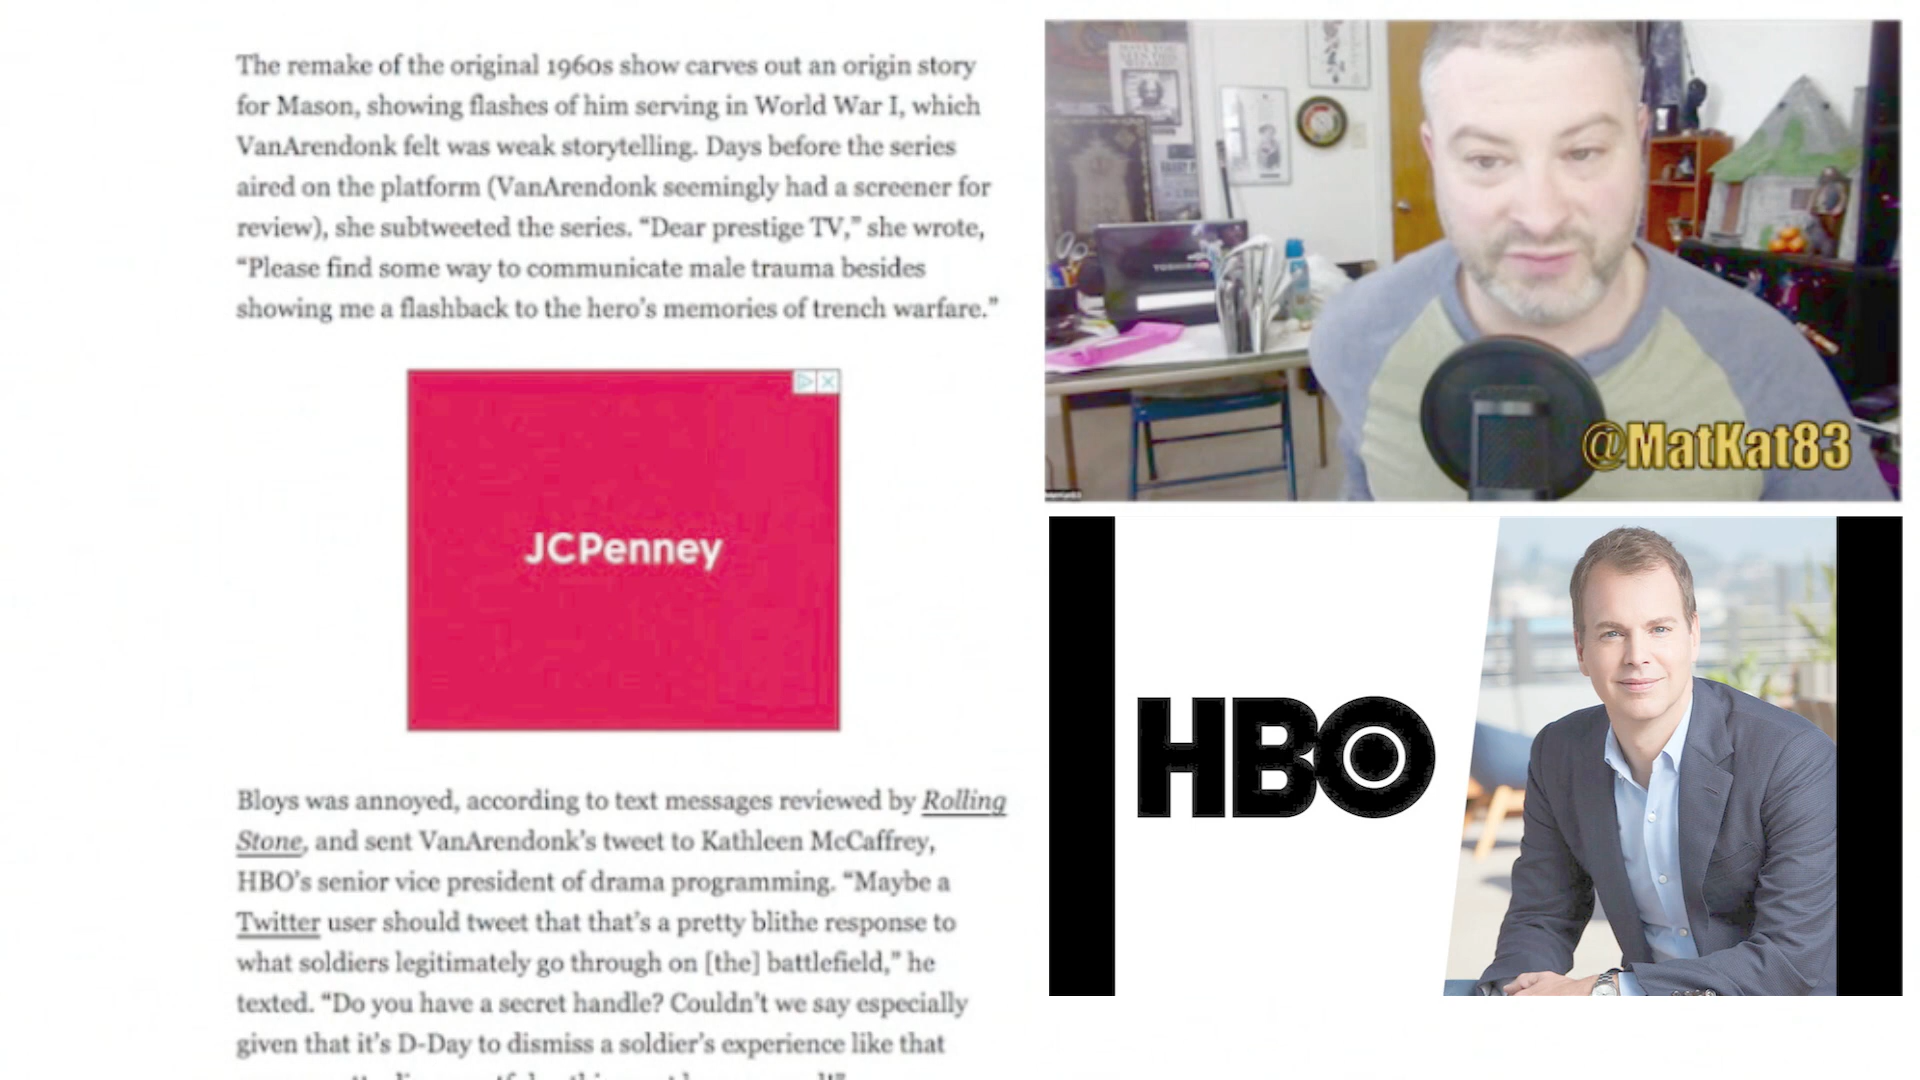 The remake of the original 1960s show carves out an origin story
for Mason, showing flashes of him serving in World War I, which
VanArendonk felt was weak storytelling. Days before the series
aired on the platform (VanArendonk seemingly had a screener for
review), she subtweeted the series. “Dear prestige TV,” she wrote,
“Please find some way to communicate male trauma besides
showing me a flashback to the hero’s memories of trench warfare.”
JCPenney
Bloys was annoyed, according to text messages reviewed by Rolling
Stone, and sent VanArendonk’s tweet to Kathleen McCaffrey,
HBO’s senior vice president of drama programming. “Maybe a
Twitter user should tweet that that’s a pretty blithe response to
what soldiers legitimately go through on [the] battlefield,” he
texted. “Do you have a secret handle? Couldn’t we say especially
given that it’s D-Day to dismiss a soldier’s experience like that
TOSHIBA
@MatKat83
HBO